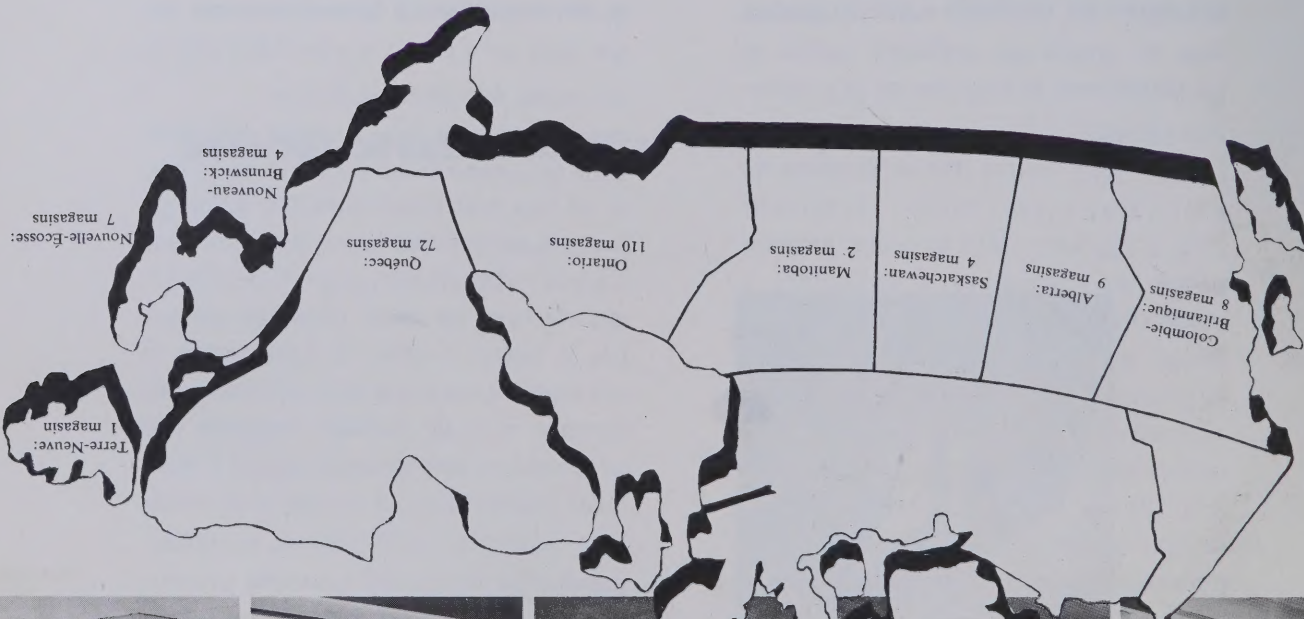 Colombie-
Britannique:
8 magasins
Alberta:
9 magasins
Saskatchewan:
4 magasins
Manitoba:
2 magasins
Ontario:
110 magasins
Québec:
72 magasins
Terre-Neuve:
1 magasin
Nouveau-
Brunswick:
4 magasins
Nouvelle-Écosse:
7 magasins